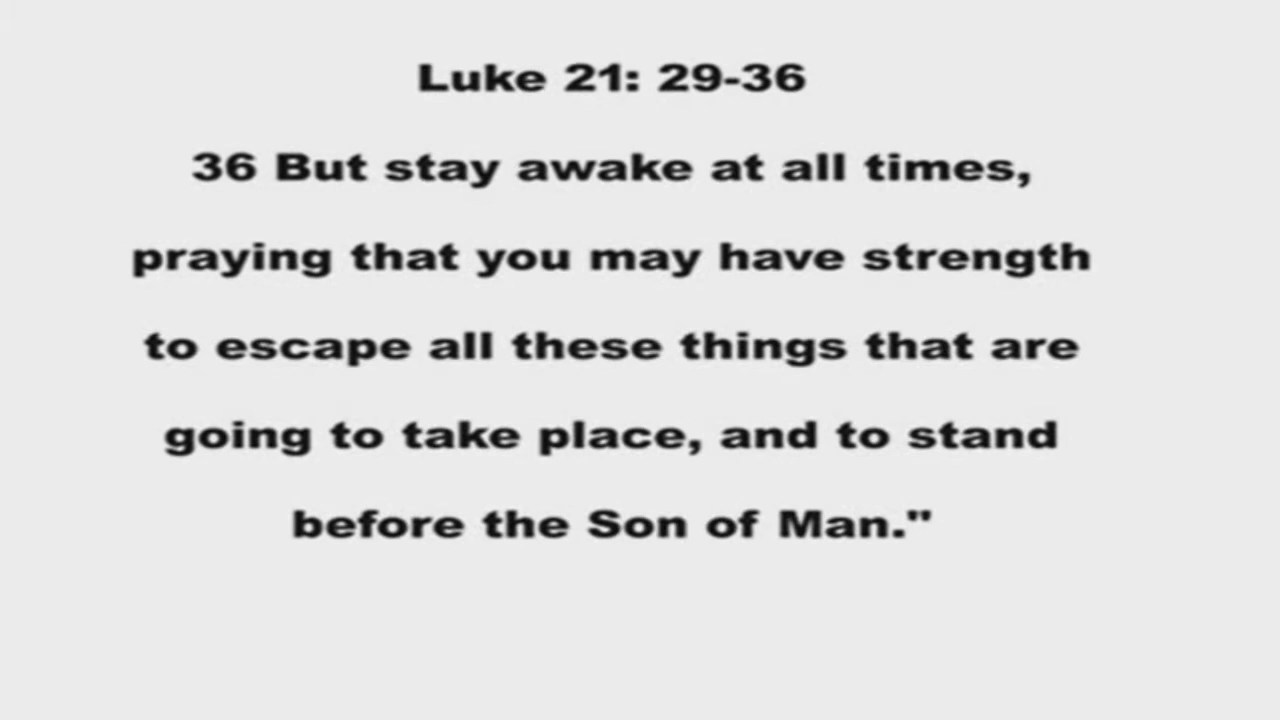 Luke 21: 29-36
36 But stay awake at all times,
praying that you may have strength
to escape all these things that are
going to take place, and to stand
before the Son of Man."